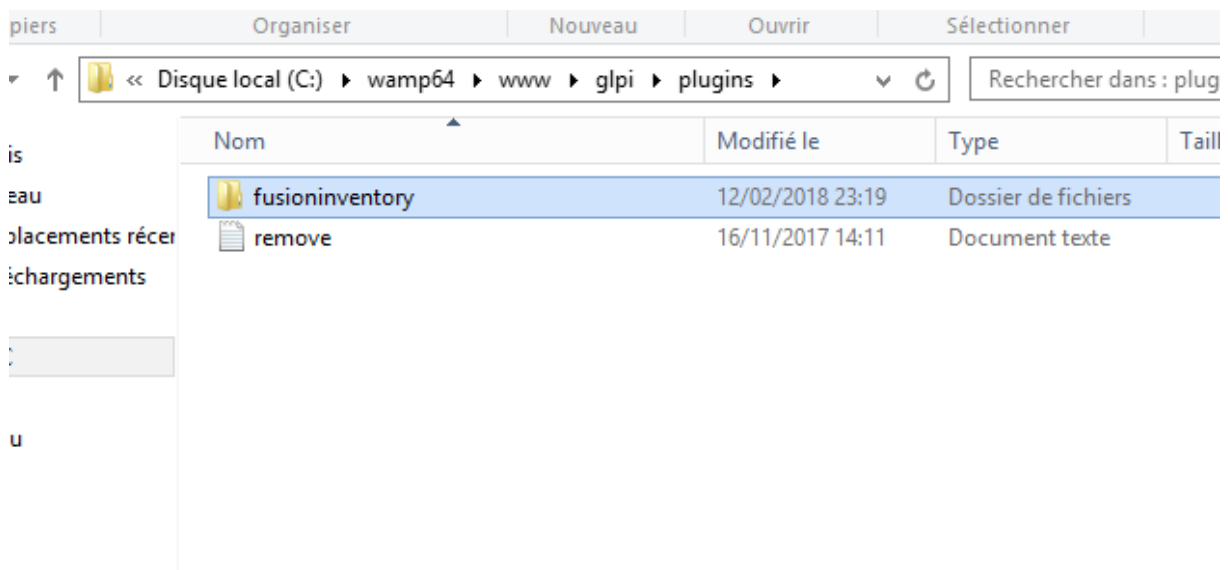 piers Organiser Nouveau Ouvrir Sélectionner
« Disque local (C:) wamp64 www glpi plugins Rechercher dans : plug
Nom Modifié le Type Taill
is
eau
fusioninventory 12/02/2018 23:19 Dossier de fichiers
placements récer
remove 16/11/2017 14:11 Document texte
échargements
u